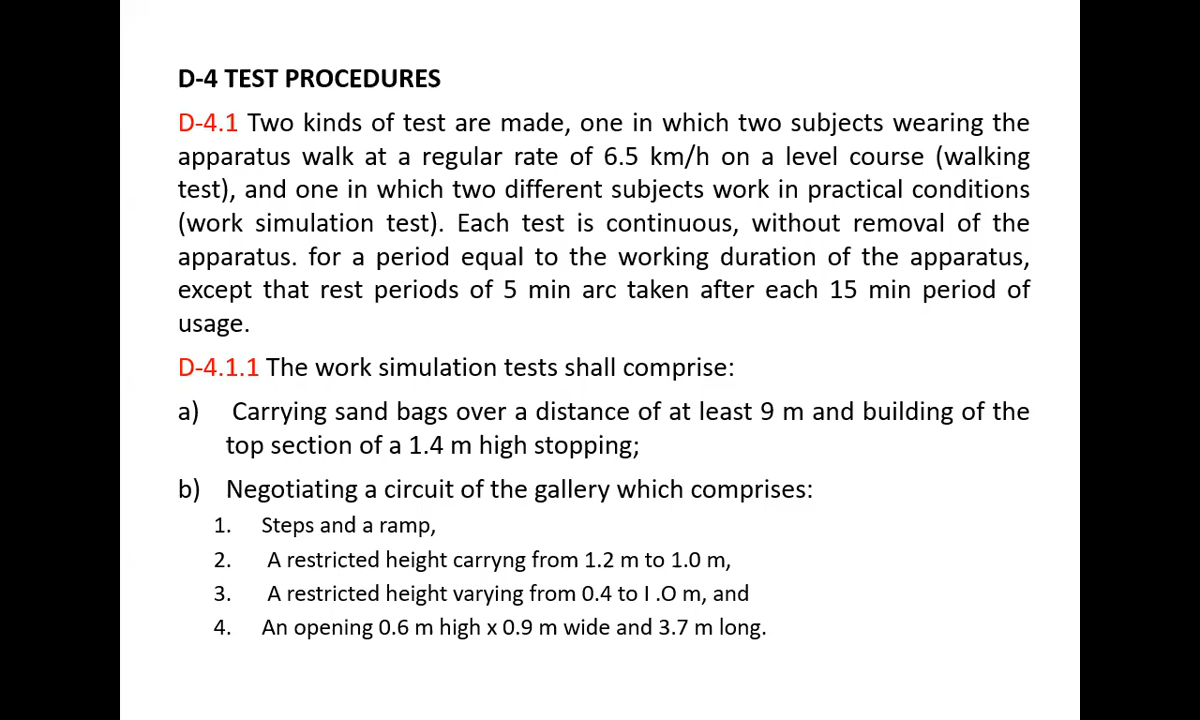 D-4 TEST PROCEDURES
D-4.1 Two kinds of test are made, one in which two subjects wearing the
apparatus walk at a regular rate of 6.5 km/h on a level course (walking
test), and one in which two different subjects work in practical conditions
(work simulation test). Each test is continuous, without removal of the
apparatus. for a period equal to the working duration of the apparatus,
except that rest periods of 5 min arc taken after each 15 min period of
usage.
D-4.1.1 The work simulation tests shall comprise:
a) Carrying sand bags over a distance of at least 9 m and building of the
top section of a 1.4 m high stopping;
b) Negotiating a circuit of the gallery which comprises:
1. Steps and a ramp,
2. A restricted height carryng from 1.2 m to 1.0 m,
3. A restricted height varying from 0.4 to I .O m, and
4. An opening 0.6 m high x 0.9 m wide and 3.7 m long.